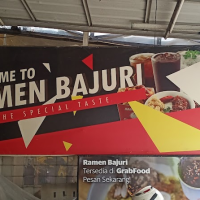 ME TO
MEN BAJURI
THE SPECIAL TASTE
Ramen Bajuri
Tersedia di GrabFood
Pesan Sekarang!